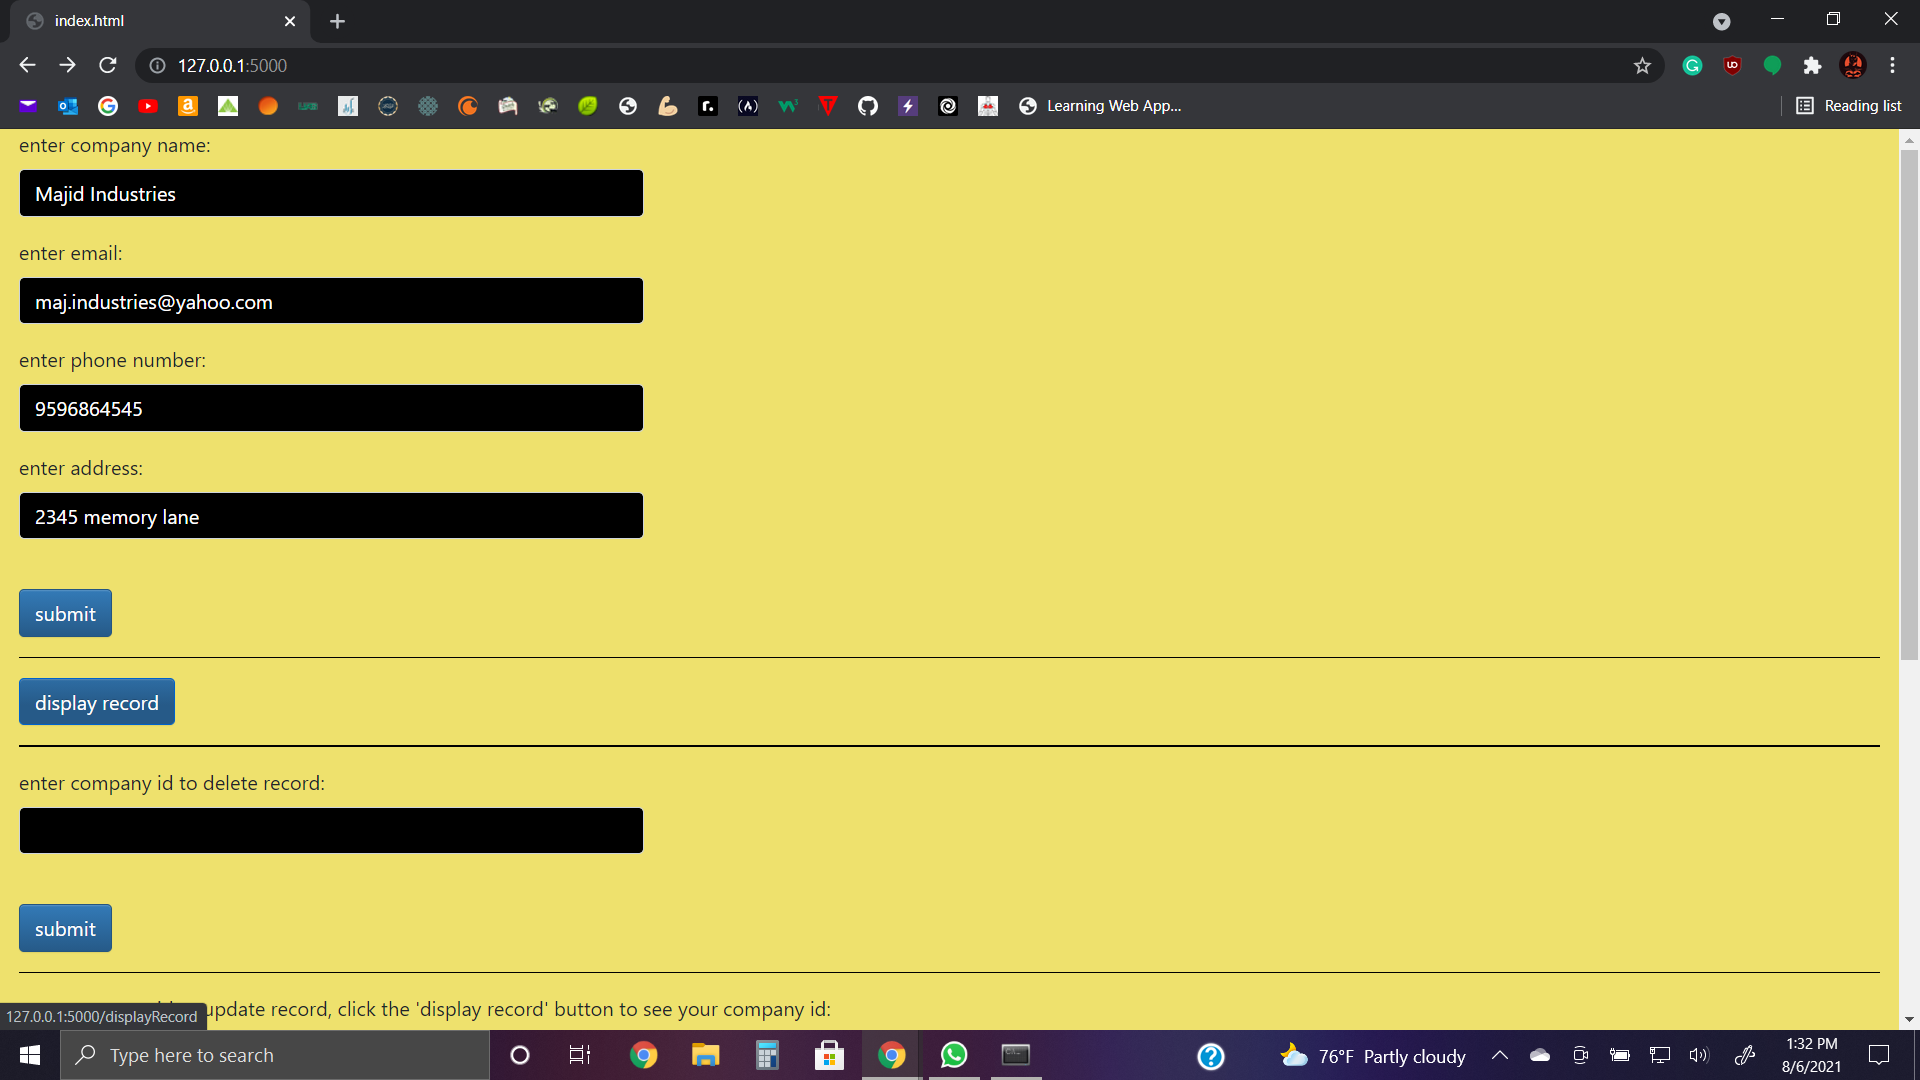 index.html
127.0.0.1:5000
Learning Web App...
Reading list
enter company name:
Majid Industries
enter email:
maj.industries@yahoo.com
enter phone number:
9596864545
enter address:
2345 memory lane
submit
display record
enter company id to delete record:
submit
update record, click the 'display record' button to see your company id:
127.0.0.1:5000/displayRecord
Type here to search
76°F Partly cloudy
1:32 PM
8/6/2021